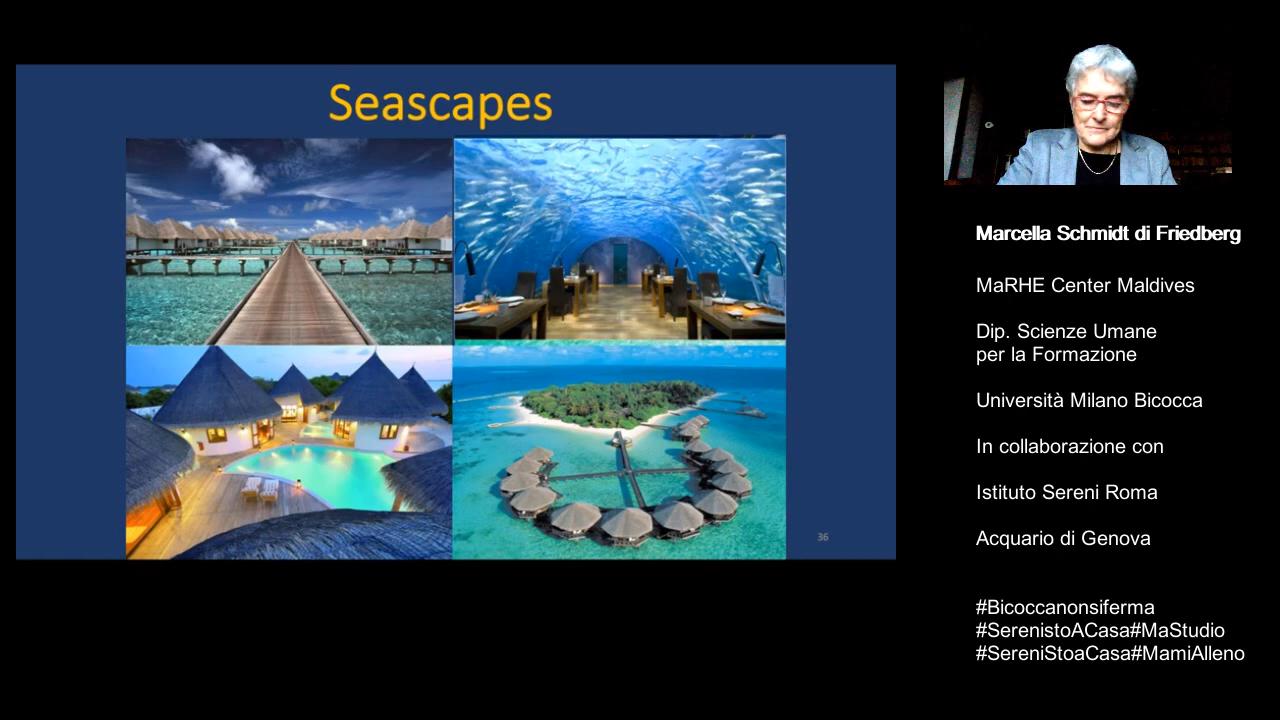 Seascapes
36
Marcella Schmidt di Friedberg
MaRHE Center Maldives
Dip. Scienze Umane
per la Formazione
Università Milano Bicocca
In collaborazione con
Istituto Sereni Roma
Acquario di Genova
#Bicoccanonsiferma
#SerenistoACasa#MaStudio
#SereniStoaCasa#MamiAlleno